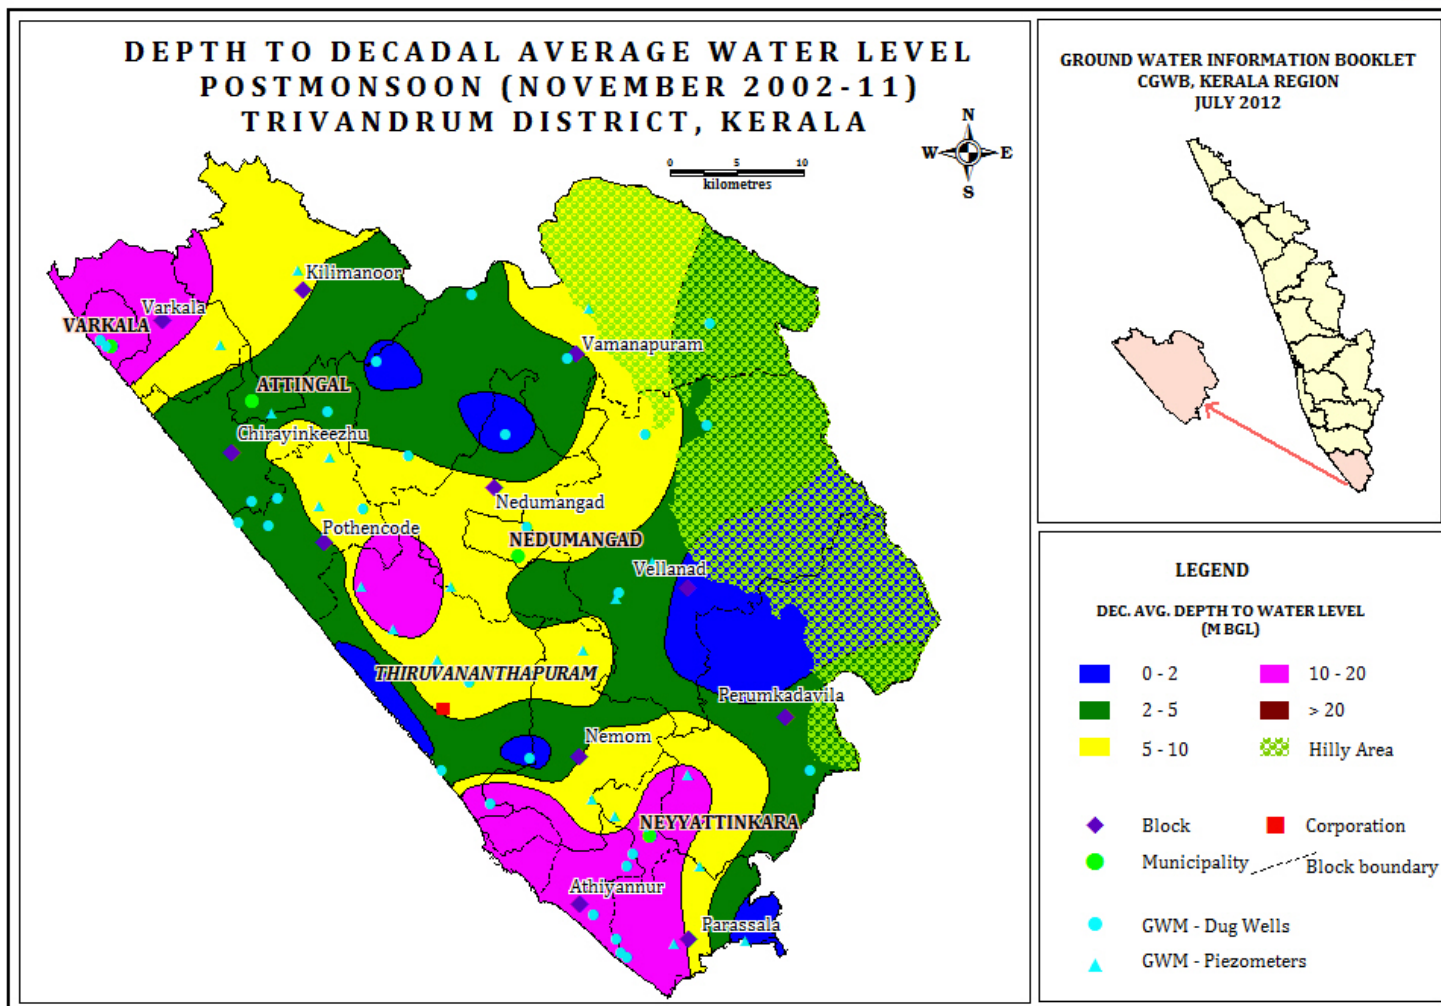 DEPTH TO DECADAL AVERAGE WATER LEVEL
POSTMONSOON (NOVEMBER 2002-11)
TRIVANDRUM DISTRICT, KERALA
N
W E
S
0 5 10
kilometres
Kilimanoor
Varkala
VARKALA
Vamanapuram
ATTINGAL
Chirayinkeezhu
Nedumangad
Pothencode
NEDUMANGAD
Vellanad
THIRUVANANTHAPURAM
Perumkadavila
Nemom
NEYYATTINKARA
Athiyannur
Parassala
GROUND WATER INFORMATION BOOKLET
CGWB, KERALA REGION
JULY 2012
LEGEND
DEC. AVG. DEPTH TO WATER LEVEL
(M BGL)
0 - 2
10 - 20
2 - 5
> 20
5 - 10
Hilly Area
Block
Corporation
Municipality
Block boundary
GWM - Dug Wells
GWM - Piezometers